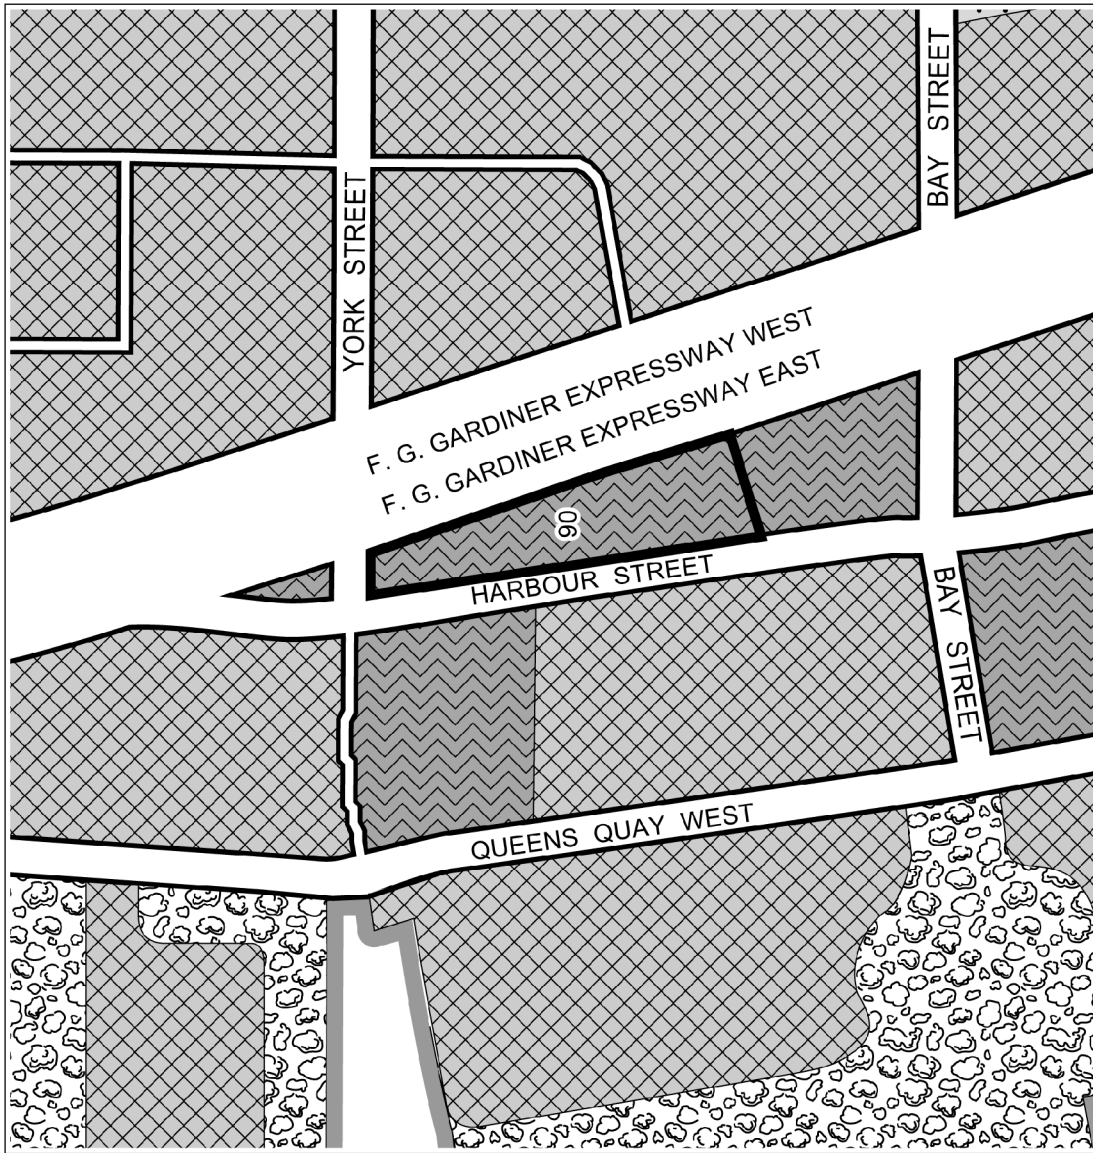 BAY STREET
YORK STREET
F. G. GARDINER EXPRESSWAY WEST
F. G. GARDINER EXPRESSWAY EAST
90
HARBOUR STREET
BAY STREET
QUEENS QUAY WEST